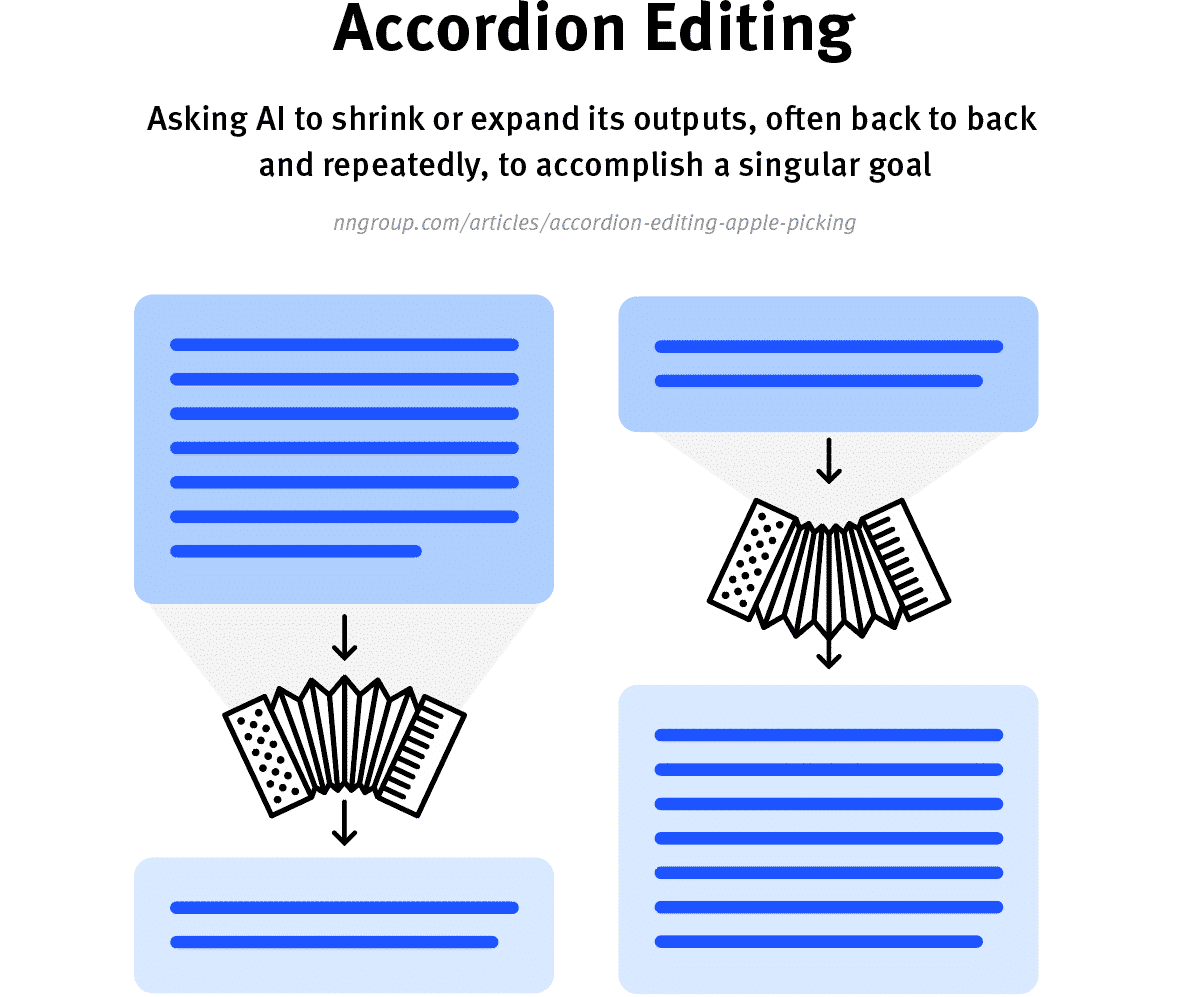 Accordion Editing
Asking AI to shrink or expand its outputs, often back to back
and repeatedly, to accomplish a singular goal
nngroup.com/articles/accordion-editing-apple-picking